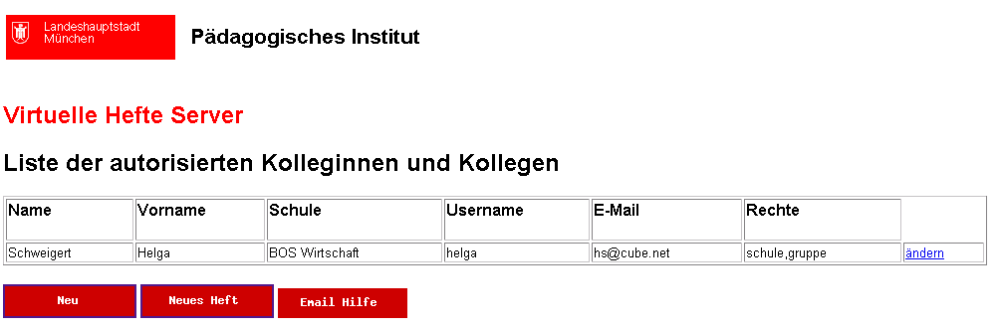 Landeshauptstadt
München
Pädagogisches Institut
Virtuelle Hefte Server
Liste der autorisierten Kolleginnen und Kollegen
Name Vorname Schule Username E-Mail Rechte
Schweigert Helga BOS Wirtschaft helga hs@cube.net schule,gruppe ändern
Neu Neues Heft Email Hilfe